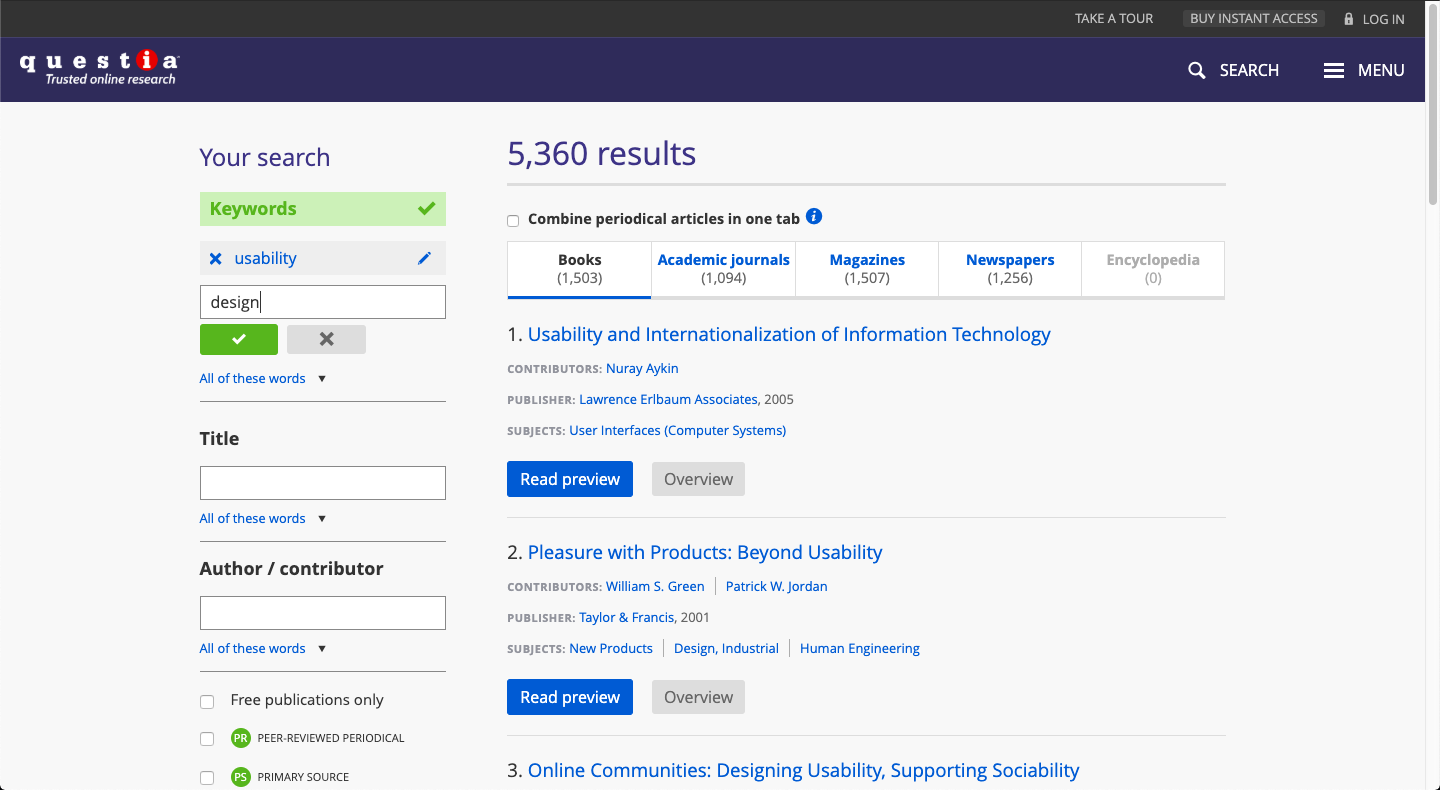 TAKE A TOUR BUY INSTANT ACCESS LOG IN
questia
Trusted online research
SEARCH MENU
Your search
Keywords
usability
design
All of these words
Title
All of these words
Author / contributor
All of these words
Free publications only
PR PEER-REVIEWED PERIODICAL
PS PRIMARY SOURCE
5,360 results
Combine periodical articles in one tab i
Books
(1,503)
Academic journals
(1,094)
Magazines
(1,507)
Newspapers
(1,256)
Encyclopedia
(0)
1. Usability and Internationalization of Information Technology
CONTRIBUTORS: Nuray Aykin
PUBLISHER: Lawrence Erlbaum Associates, 2005
SUBJECTS: User Interfaces (Computer Systems)
Read preview Overview
2. Pleasure with Products: Beyond Usability
CONTRIBUTORS: William S. Green Patrick W. Jordan
PUBLISHER: Taylor & Francis, 2001
SUBJECTS: New Products Design, Industrial Human Engineering
Read preview Overview
3. Online Communities: Designing Usability, Supporting Sociability